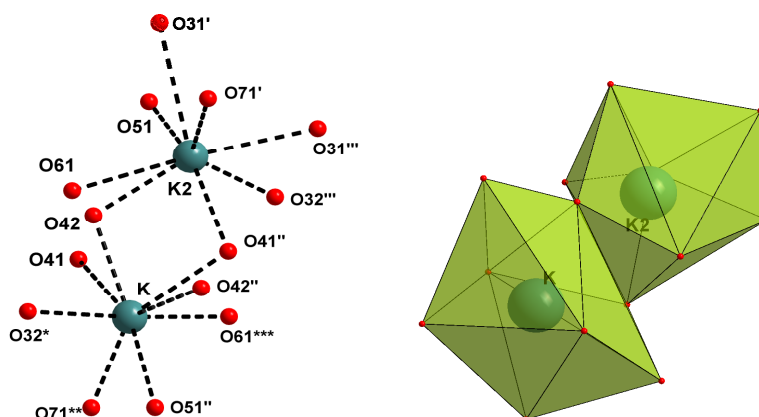 O31'
O71'
O51
O31'''
O61
K2
O32'''
O42
O41''
O41
K
O42''
O32*
O61***
O71**
O51''
K2
K